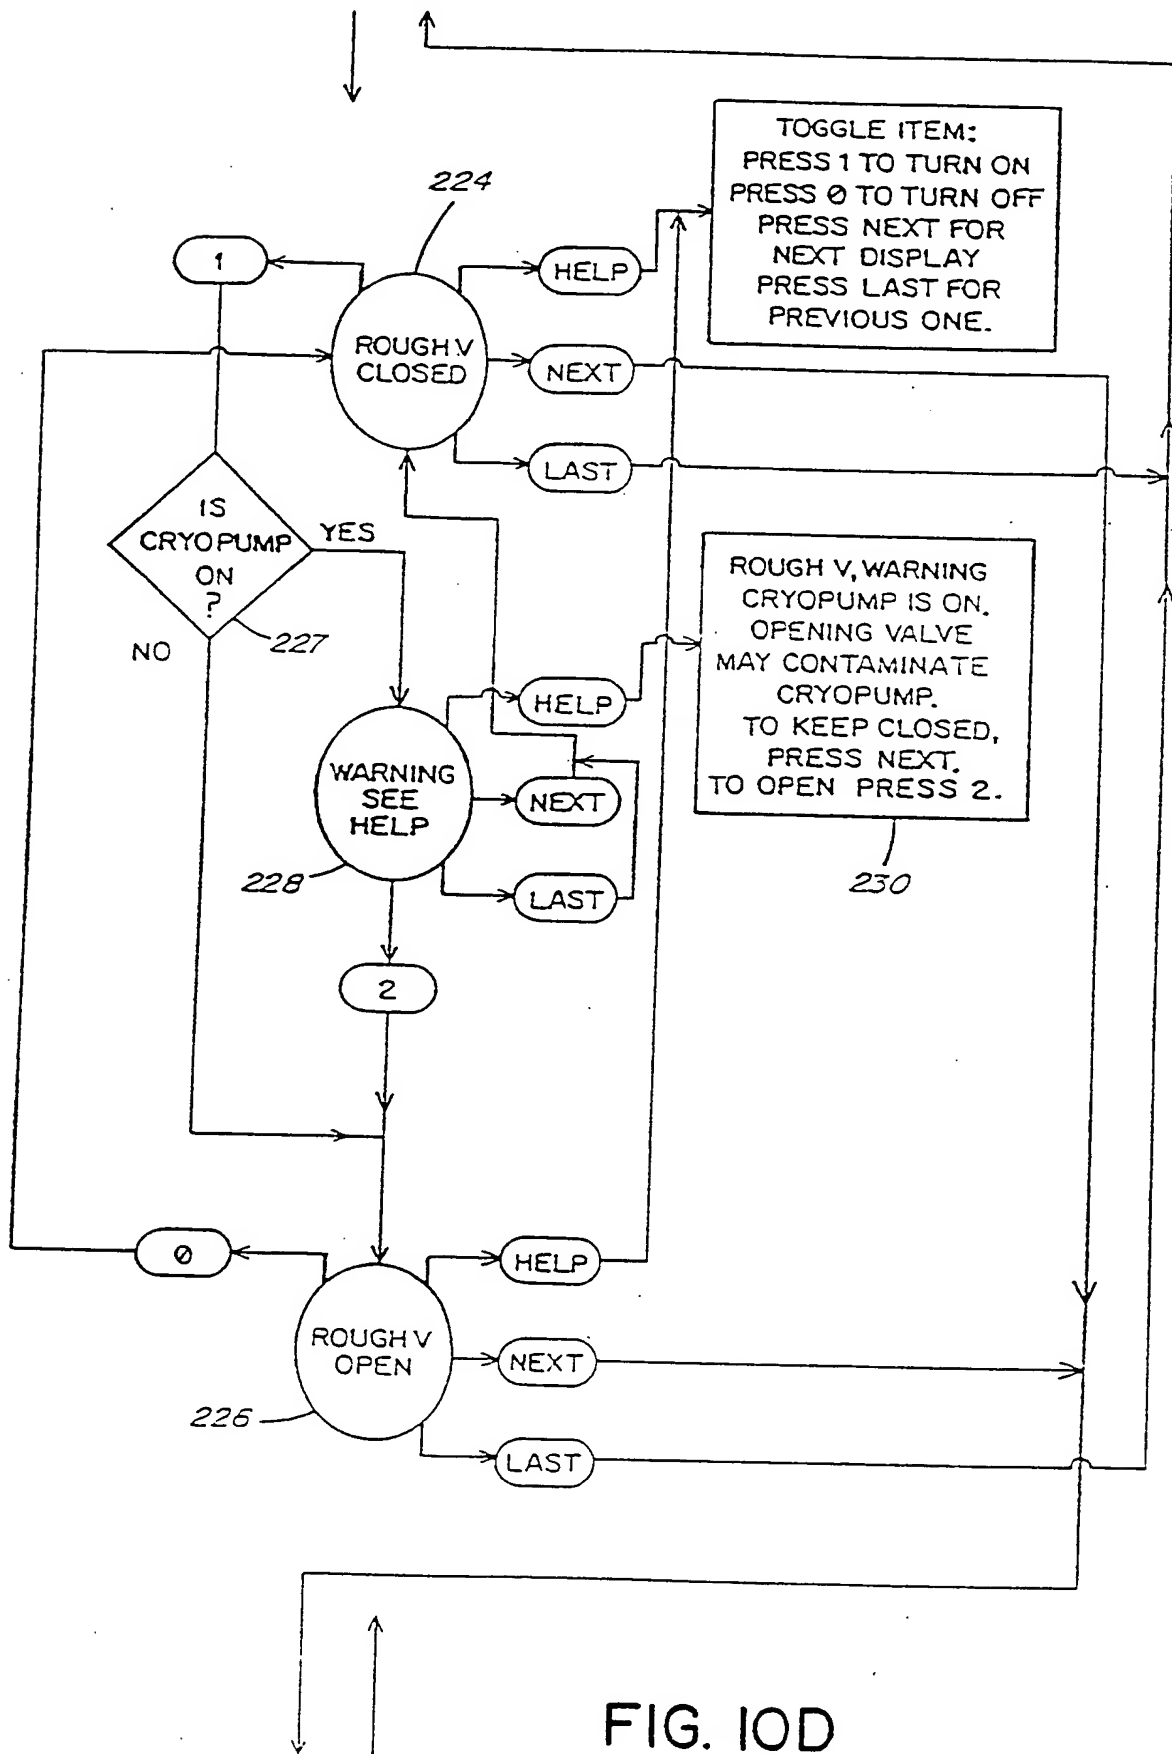 TOGGLE ITEM:
PRESS 1 TO TURN ON
PRESS 0 TO TURN OFF
PRESS NEXT FOR
NEXT DISPLAY
PRESS LAST FOR
PREVIOUS ONE.
224
1
HELP
ROUGH V
CLOSED
NEXT
LAST
IS
CRYOPUMP
ON
?
YES
NO
227
ROUGH V, WARNING
CRYOPUMP IS ON.
OPENING VALVE
MAY CONTAMINATE
CRYOPUMP.
TO KEEP CLOSED,
PRESS NEXT.
TO OPEN PRESS 2.
230
HELP
WARNING
SEE
HELP
NEXT
228
LAST
2
0
HELP
ROUGH V
OPEN
NEXT
226
LAST
FIG. 10D